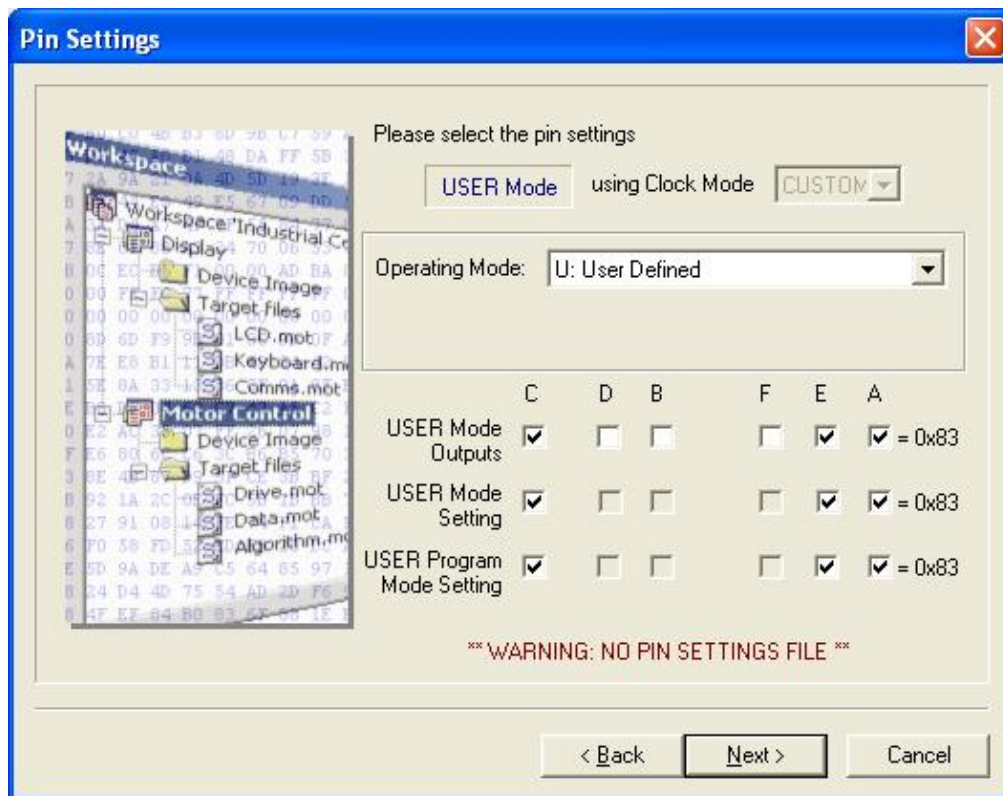 Pin Settings
Please select the pin settings
USER Mode using Clock Mode CUSTOM
Operating Mode: U: User Defined
C D B F E A
USER Mode Outputs = 0x83
USER Mode Setting = 0x83
USER Program Mode Setting = 0x83
** WARNING: NO PIN SETTINGS FILE **
< Back Next > Cancel
Workspace
Workspace 'Industrial Co
Display
Device Image
Target files
LCD.mot
Keyboard.m
Comms.mot
Motor Control
Device Image
Target files
Drive.mot
Data.mot
Algorithm.mo